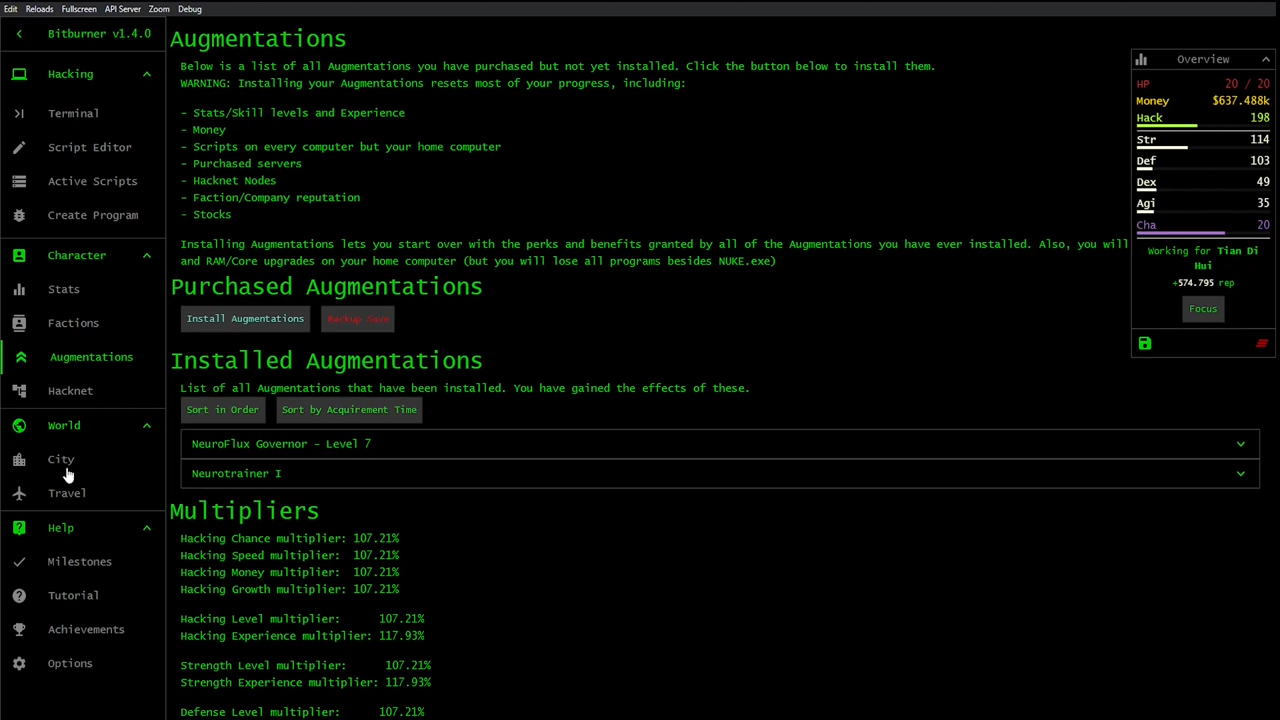 Edit Reloads Fullscreen API Server Zoom Debug
Bitburner v1.4.0
Hacking
Terminal
Script Editor
Active Scripts
Create Program
Character
Stats
Factions
Augmentations
Hacknet
World
City
Travel
Help
Milestones
Tutorial
Achievements
Options
Augmentations
Below is a list of all Augmentations you have purchased but not yet installed. Click the button below to install them.
WARNING: Installing your Augmentations resets most of your progress, including:
- Stats/Skill levels and Experience
- Money
- Scripts on every computer but your home computer
- Purchased servers
- Hacknet Nodes
- Faction/Company reputation
- Stocks
Installing Augmentations lets you start over with the perks and benefits granted by all of the Augmentations you have ever installed. Also, you will
and RAM/Core upgrades on your home computer (but you will lose all programs besides NUKE.exe)
Purchased Augmentations
Install Augmentations Backup Save
Installed Augmentations
List of all Augmentations that have been installed. You have gained the effects of these.
Sort in Order Sort by Acquirement Time
NeuroFlux Governor - Level 7
Neurotrainer I
Multipliers
Hacking Chance multiplier: 107.21%
Hacking Speed multiplier: 107.21%
Hacking Money multiplier: 107.21%
Hacking Growth multiplier: 107.21%
Hacking Level multiplier: 107.21%
Hacking Experience multiplier: 117.93%
Strength Level multiplier: 107.21%
Strength Experience multiplier: 117.93%
Defense Level multiplier: 107.21%
Overview
HP 20 / 20
Money $637.488k
Hack 198
Str 114
Def 103
Dex 49
Agi 35
Cha 20
Working for Tian Di
Hui
+574.795 rep
Focus